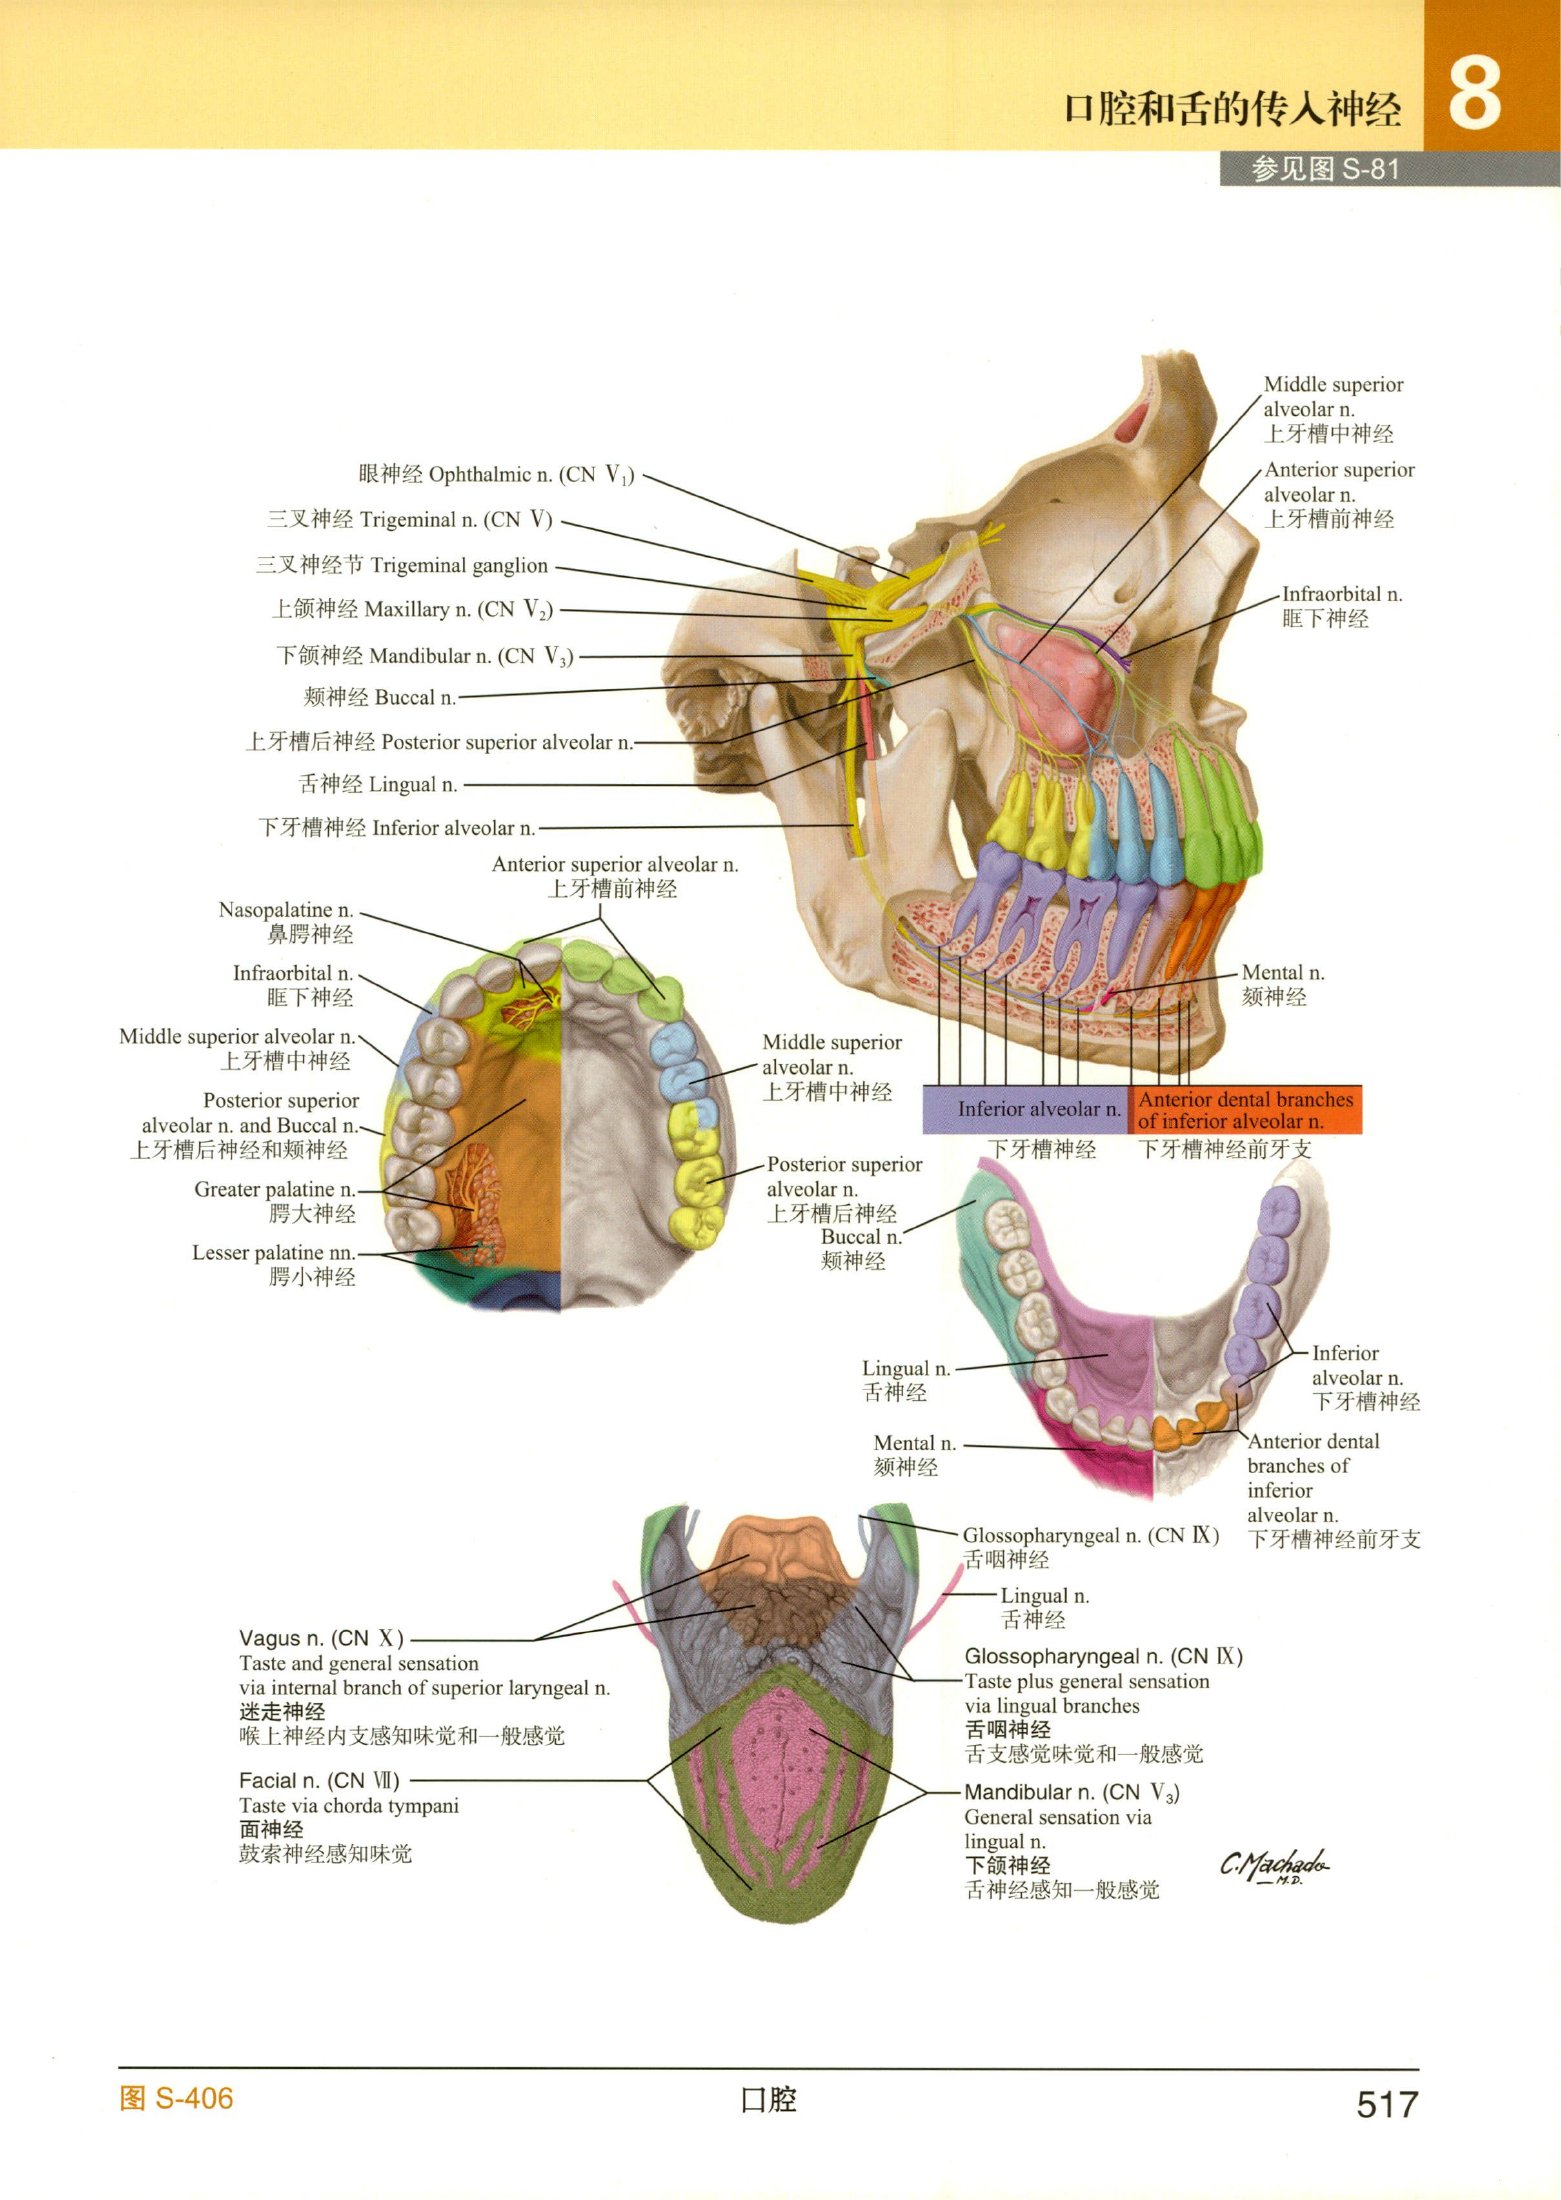 8
口腔和舌的传入神经
参见图 S-81
Middle superior
alveolar n.
上牙槽中神经
Anterior superior
alveolar n.
上牙槽前神经
Infraorbital n.
眶下神经
眼神经 Ophthalmic n. (CN Ⅴ₁)
三叉神经 Trigeminal n. (CN Ⅴ)
三叉神经节 Trigeminal ganglion
上颌神经 Maxillary n. (CN Ⅴ₂)
下颌神经 Mandibular n. (CN Ⅴ₃)
颊神经 Buccal n.
上牙槽后神经 Posterior superior alveolar n.
舌神经 Lingual n.
下牙槽神经 Inferior alveolar n.
Anterior superior alveolar n.
上牙槽前神经
Nasopalatine n.
鼻腭神经
Infraorbital n.
眶下神经
Middle superior alveolar n.
上牙槽中神经
Posterior superior
alveolar n. and Buccal n.
上牙槽后神经和颊神经
Greater palatine n.
腭大神经
Lesser palatine nn.
腭小神经
Middle superior
alveolar n.
上牙槽中神经
Posterior superior
alveolar n.
上牙槽后神经
Mental n.
颏神经
Inferior alveolar n.
下牙槽神经
Anterior dental branches
of inferior alveolar n.
下牙槽神经前牙支
Buccal n.
颊神经
Lingual n.
舌神经
Mental n.
颏神经
Inferior
alveolar n.
下牙槽神经
Anterior dental
branches of
inferior
alveolar n.
下牙槽神经前牙支
Glossopharyngeal n. (CN Ⅸ)
舌咽神经
Lingual n.
舌神经
Vagus n. (CN Ⅹ)
Taste and general sensation
via internal branch of superior laryngeal n.
迷走神经
喉上神经内支感知味觉和一般感觉
Facial n. (CN Ⅶ)
Taste via chorda tympani
面神经
鼓索神经感知味觉
Glossopharyngeal n. (CN Ⅸ)
Taste plus general sensation
via lingual branches
舌咽神经
舌支感觉味觉和一般感觉
Mandibular n. (CN Ⅴ₃)
General sensation via
lingual n.
下颌神经
舌神经感知一般感觉
C.Machado
M.D.
图 S-406
口腔
517